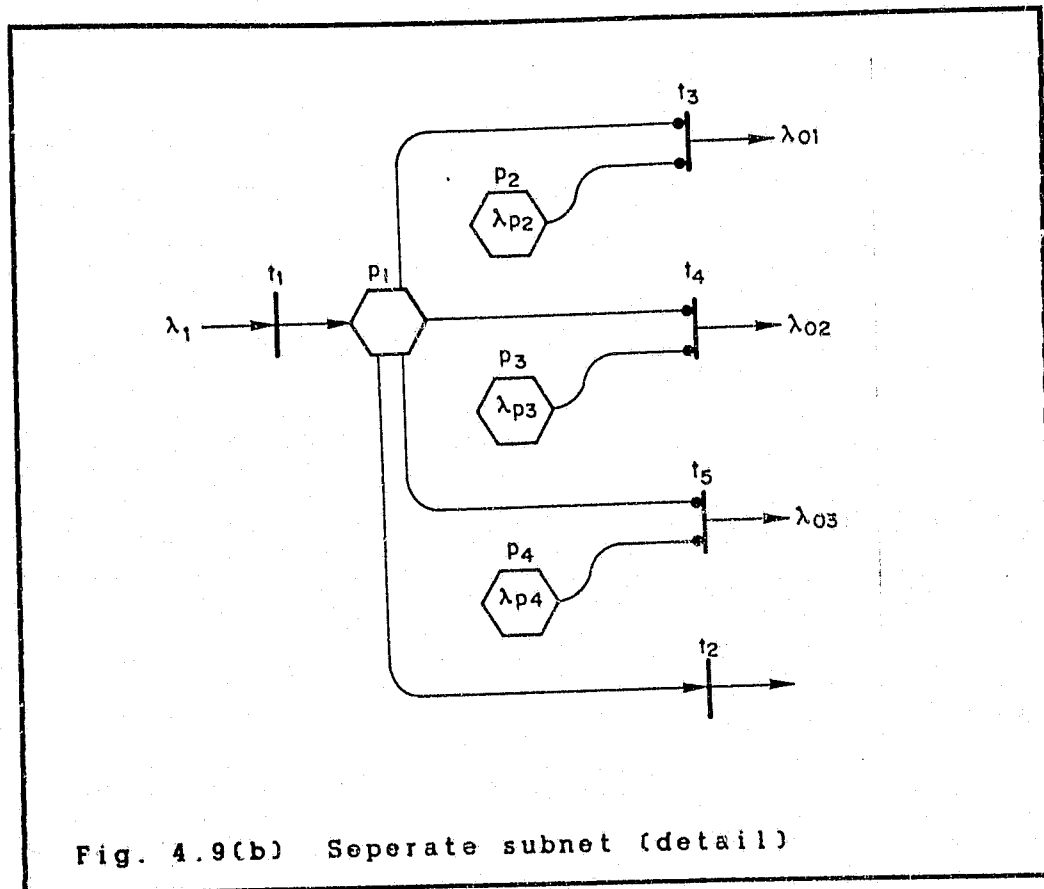 t3
λ01
p2
λp2
t1
p1
t4
λ1
λ02
p3
λp3
t5
λ03
p4
λp4
t2
Fig. 4.9(b) Seperate subnet (detail)